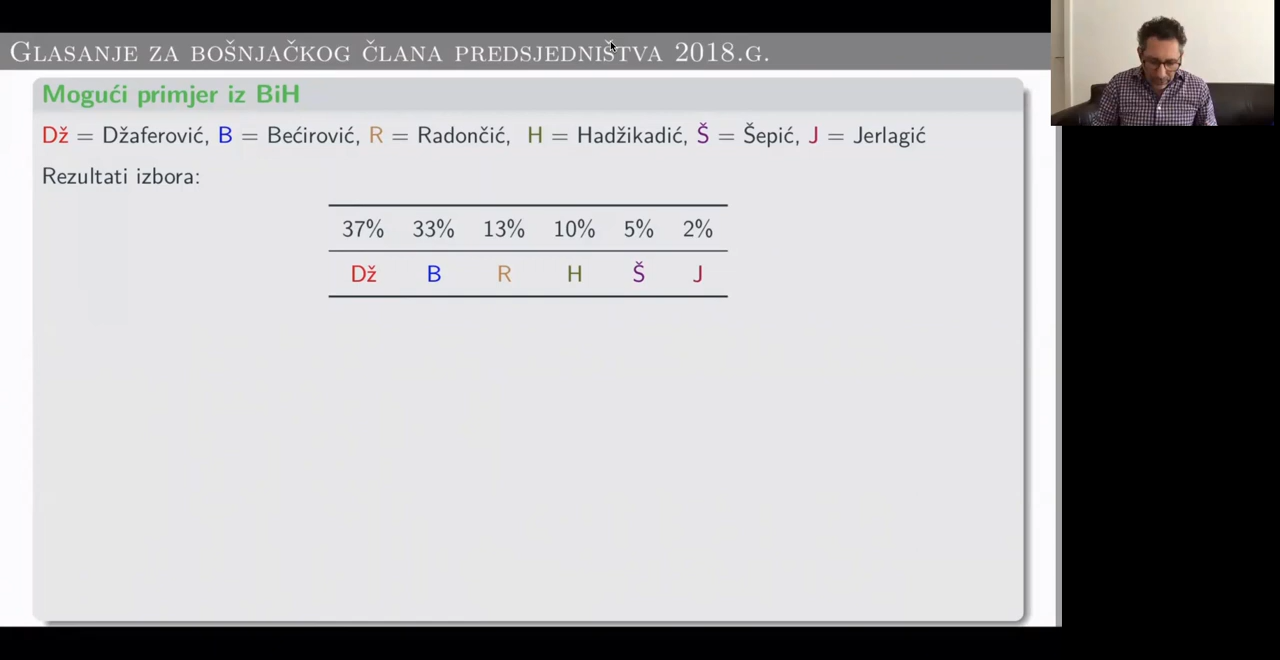 Glasanje za bošnjačkog člana predsjedništva 2018.g.
Mogući primjer iz BiH
Dž = Džaferović, B = Bećirović, R = Radončić, H = Hadžikadić, Š = Šepić, J = Jerlagić
Rezultati izbora:
37% 33% 13% 10% 5% 2%
Dž B R H Š J